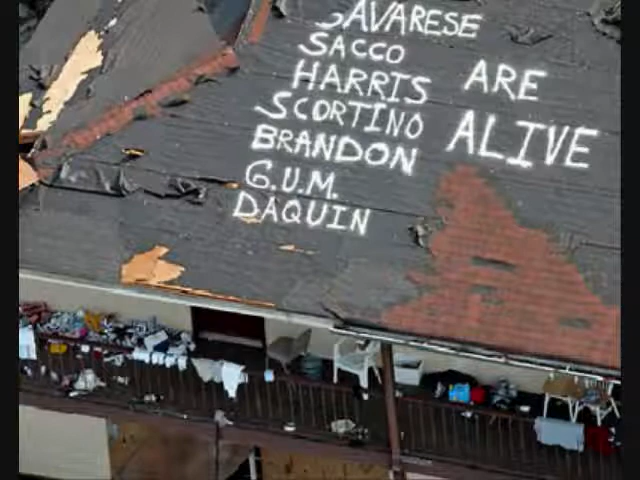 SAVARESE
SACCO
HARRIS ARE
SCORTINO ALIVE
BRANDON
G.U.M.
DAQUIN